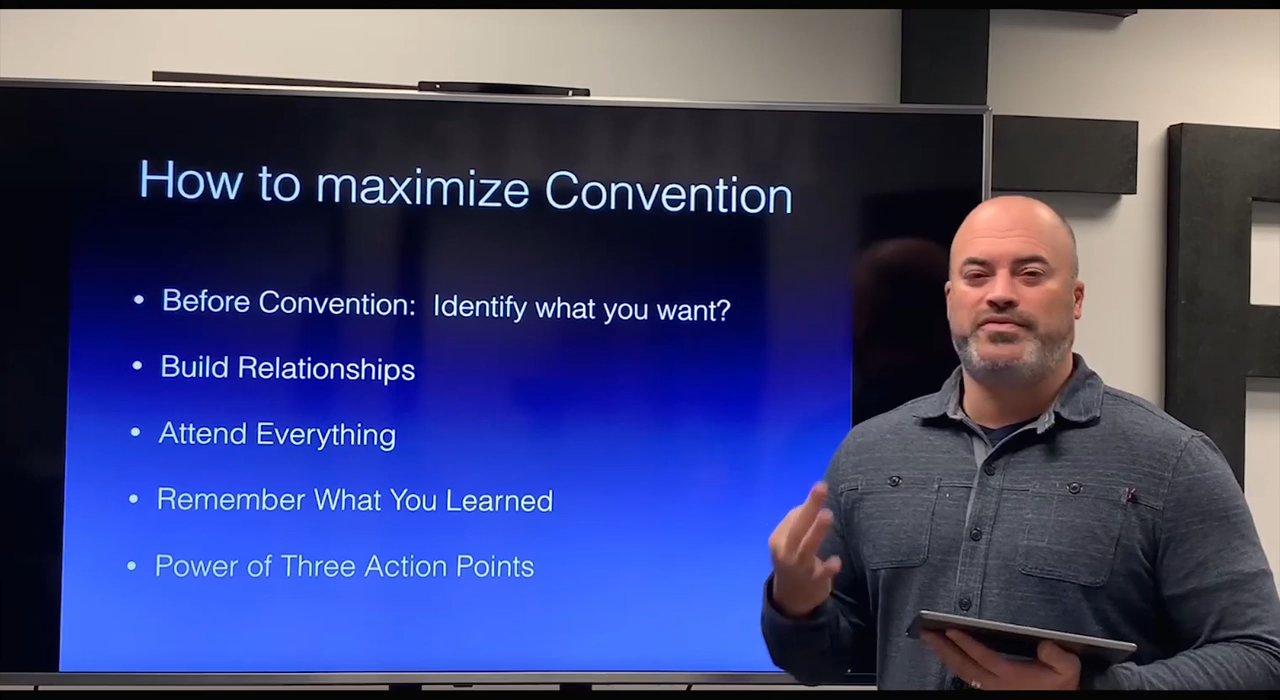 How to maximize Convention
• Before Convention: Identify what you want?
• Build Relationships
• Attend Everything
• Remember What You Learned
• Power of Three Action Points